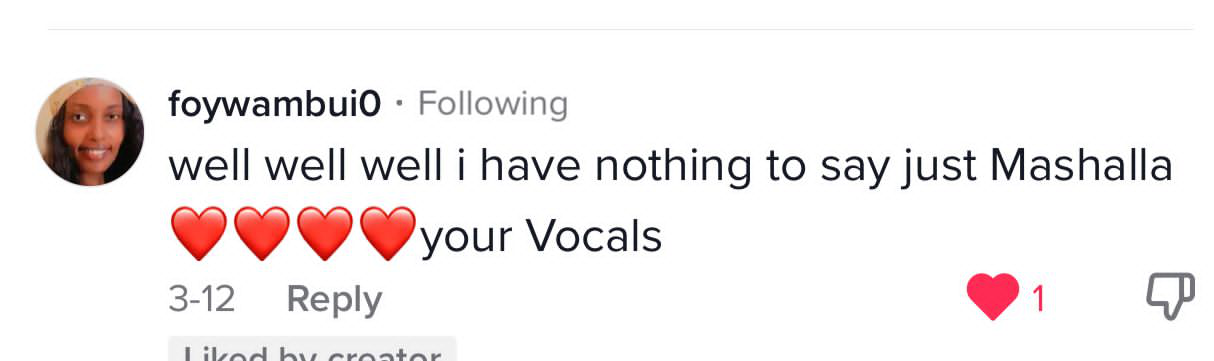 foywambui0 · Following
well well well i have nothing to say just Mashalla
❤️❤️❤️❤️your Vocals
3-12 Reply 1
Liked by creator